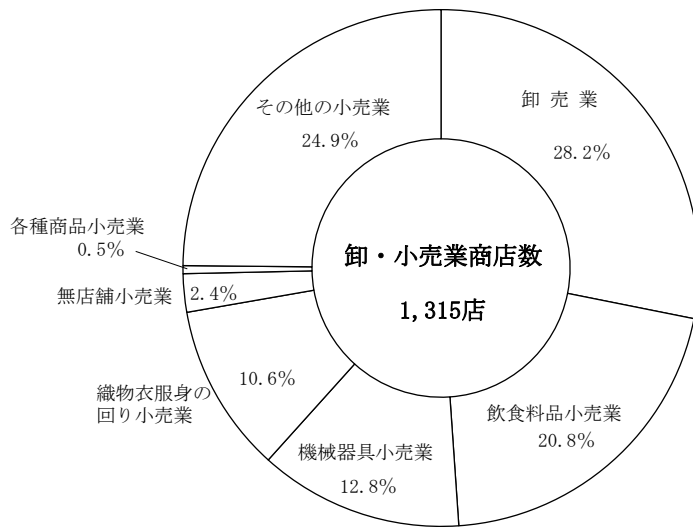 その他の小売業
24.9%
卸 売 業
28.2%
各種商品小売業
0.5%
卸・小売業商店数
1,315店
無店舗小売業
2.4%
織物衣服身の
回り小売業
10.6%
飲食料品小売業
20.8%
機械器具小売業
12.8%